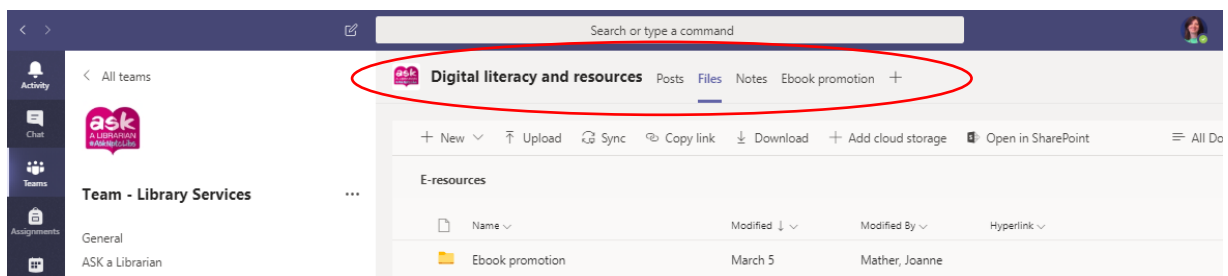 Search or type a command
Activity
Chat
Teams
Assignments
All teams
ask
A LIBRARIAN
Team - Library Services
...
General
ASK a Librarian
ask
Digital literacy and resources Posts Files Notes Ebook promotion +
+ New Upload Sync Copy link Download + Add cloud storage Open in SharePoint All Do
E-resources
Name Modified ↓ Modified By Hyperlink
Ebook promotion March 5 Mather, Joanne